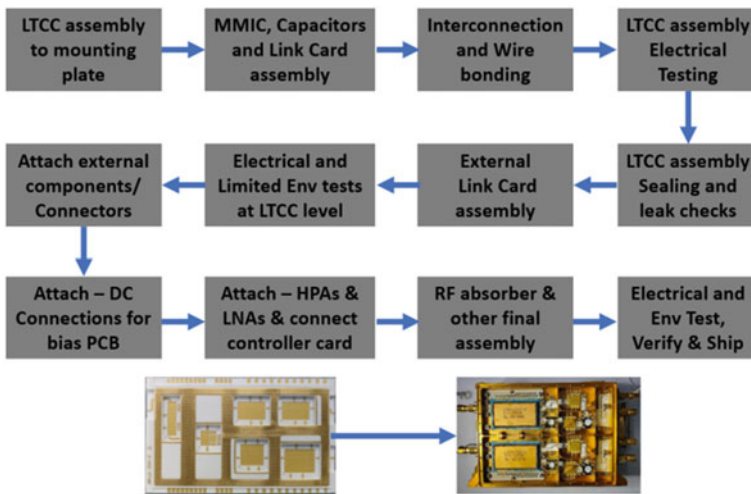 LTCC assembly
to mounting
plate
MMIC, Capacitors
and Link Card
assembly
Interconnection
and Wire
bonding
LTCC assembly
Electrical
Testing
LTCC assembly
Sealing and
leak checks
External
Link Card
assembly
Electrical and
Limited Env tests
at LTCC level
Attach external
components/
Connectors
Attach – DC
Connections for
bias PCB
Attach – HPAs &
LNAs & connect
controller card
RF absorber &
other final
assembly
Electrical and
Env Test,
Verify & Ship